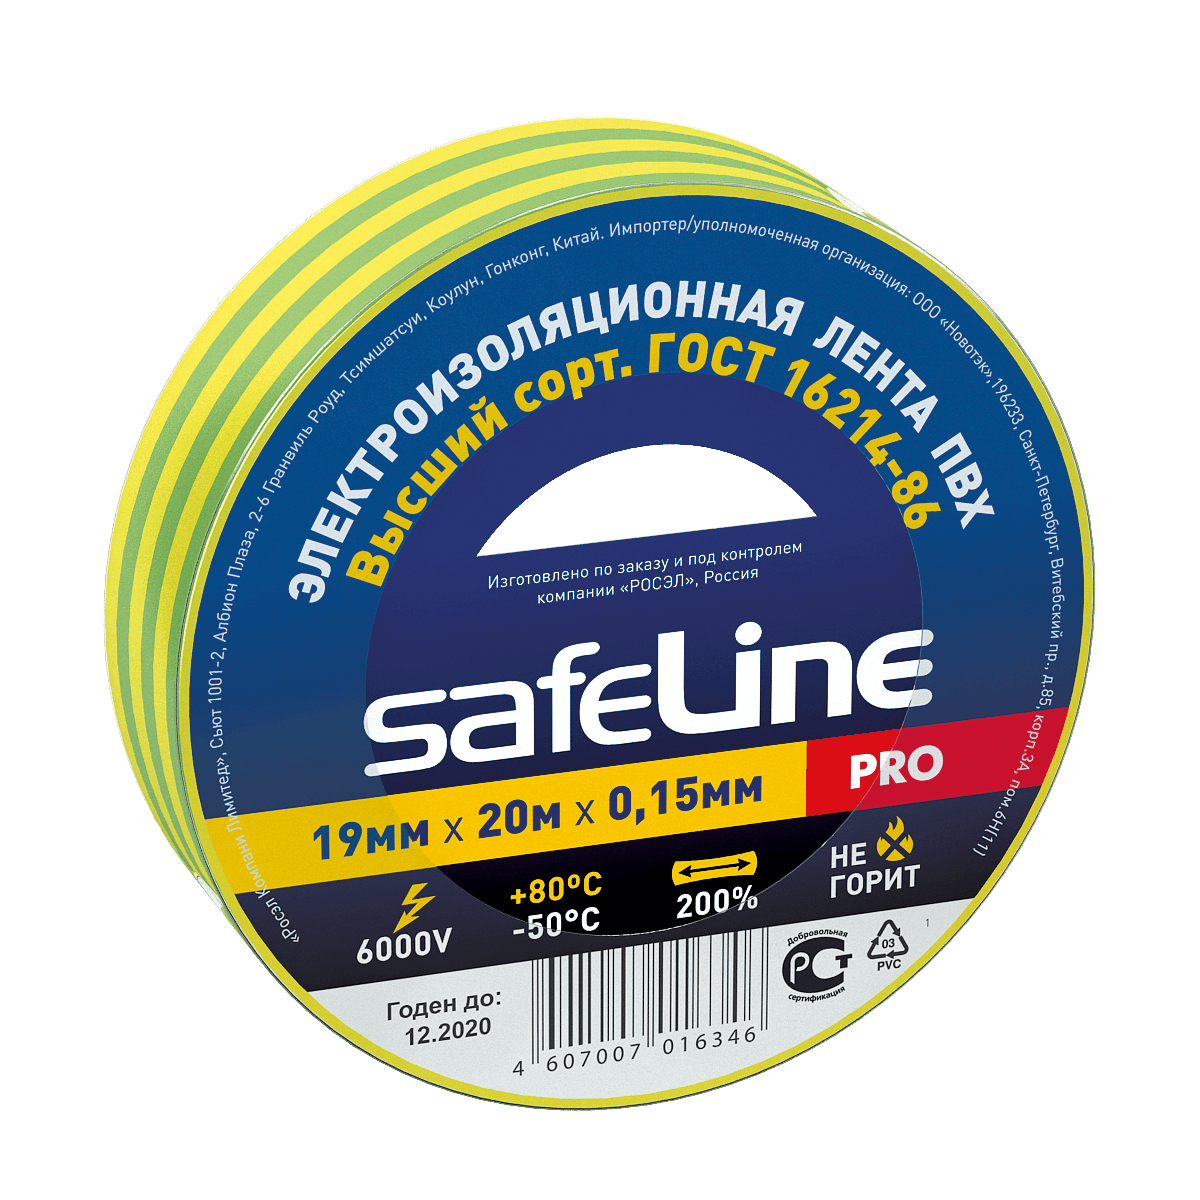 «Росэл Компани Лимитед», Сьют 1001-2, Албион Плаза, 2-6 Гранвиль Роуд, Тсимшатсуи, Коулун, Гонконг, Китай. Импортер/уполномоченная организация: ООО «Новотэк»,196233, Санкт-Петербург, Витебский пр., д.85, корп.3А, пом.6Н(11)
ЭЛЕКТРОИЗОЛЯЦИОННАЯ ЛЕНТА ПВХ
Высший сорт. ГОСТ 16214-86
Изготовлено по заказу и под контролем
компании «РОСЭЛ», Россия
safeLine
PRO
19мм х 20м х 0,15мм
6000V
+80°C
-50°C
200%
НЕ
ГОРИТ
Годен до:
12.2020
4 607007 016346
Добровольная
РСТ
сертификация
03
PVC
1